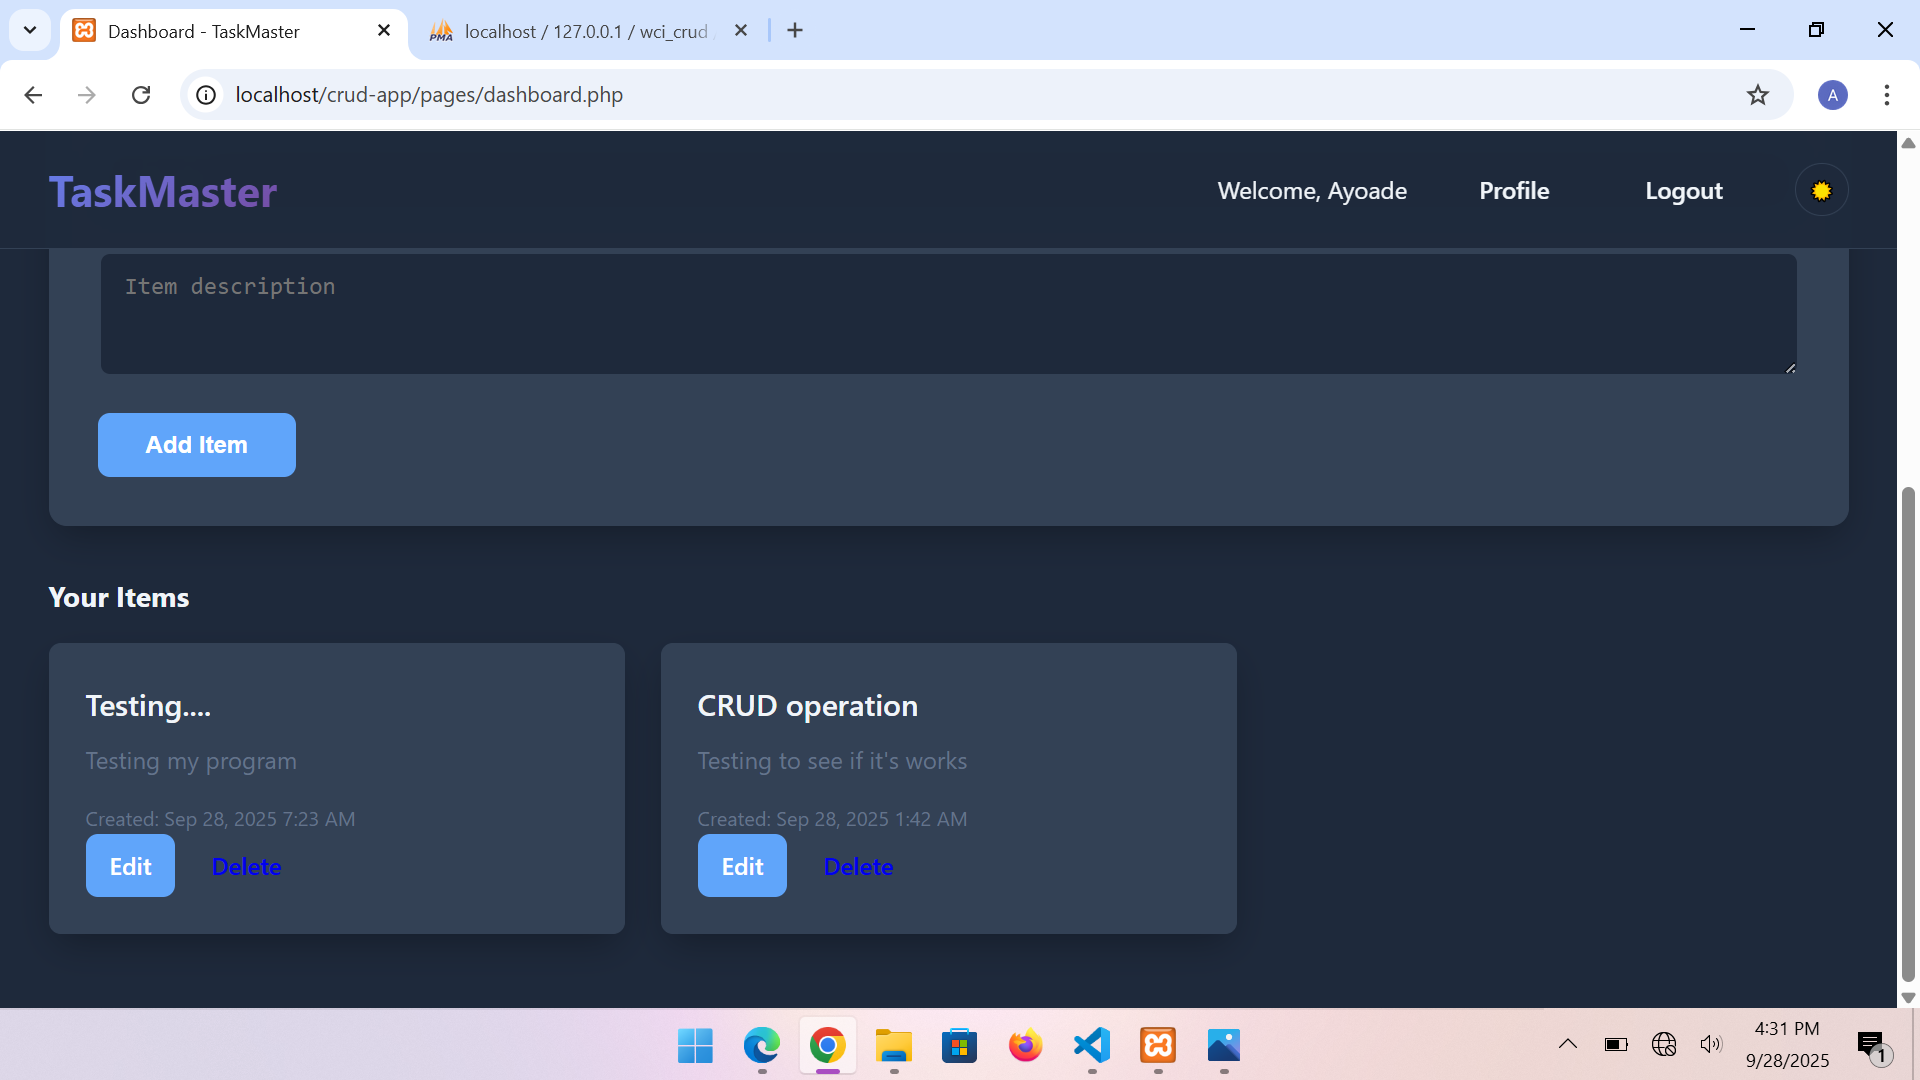 Dashboard - TaskMaster
PMA localhost / 127.0.0.1 / wci_crud
localhost/crud-app/pages/dashboard.php
A
TaskMaster
Welcome, Ayoade
Profile
Logout
Item description
Add Item
Your Items
Testing....
Testing my program
Created: Sep 28, 2025 7:23 AM
Edit
Delete
CRUD operation
Testing to see if it's works
Created: Sep 28, 2025 1:42 AM
Edit
Delete
4:31 PM
9/28/2025
1